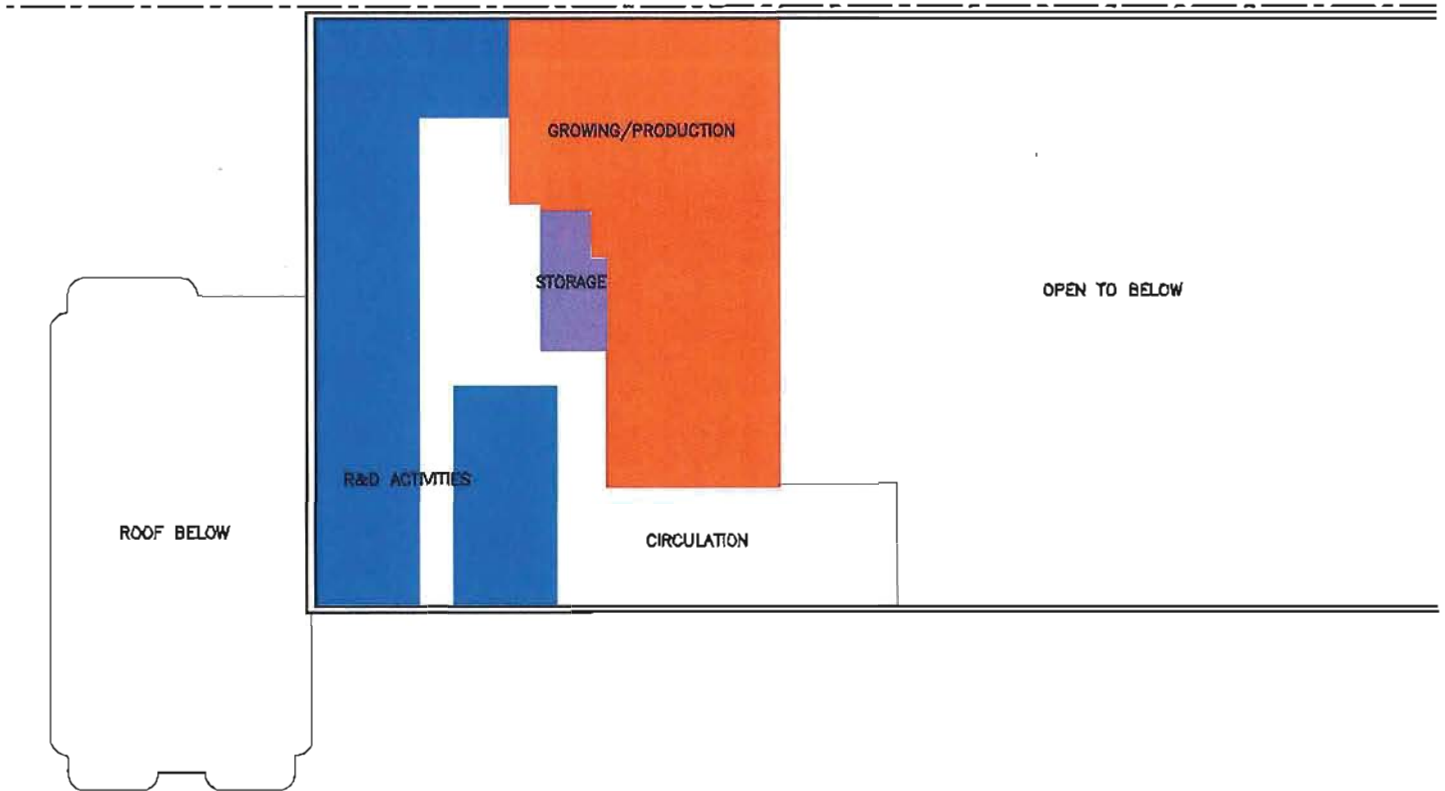 GROWING/PRODUCTION
STORAGE
OPEN TO BELOW
R&D ACTIVITIES
ROOF BELOW
CIRCULATION